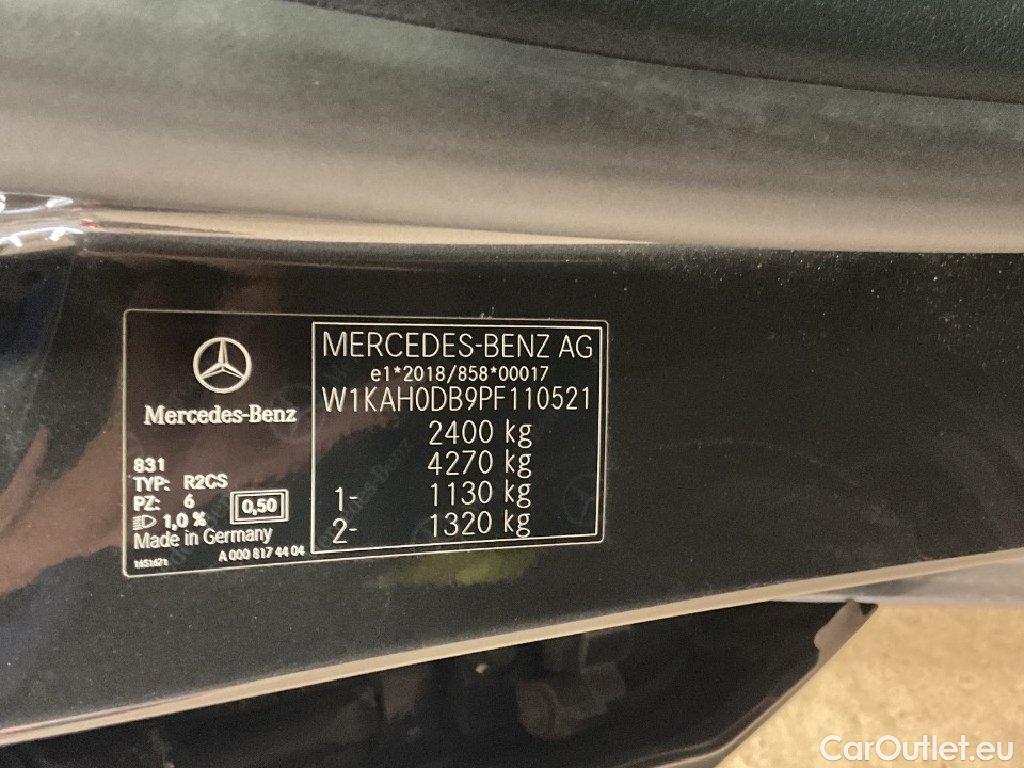 Mercedes-Benz
831
TYP: R2CS
PZ: 6
1,0 %
0,50
Made in Germany
A 000 817 44 04
MERCEDES-BENZ AG
e1*2018/858*00017
W1KAH0DB9PF110521
2400 kg
4270 kg
1- 1130 kg
2- 1320 kg
CarOutlet.eu